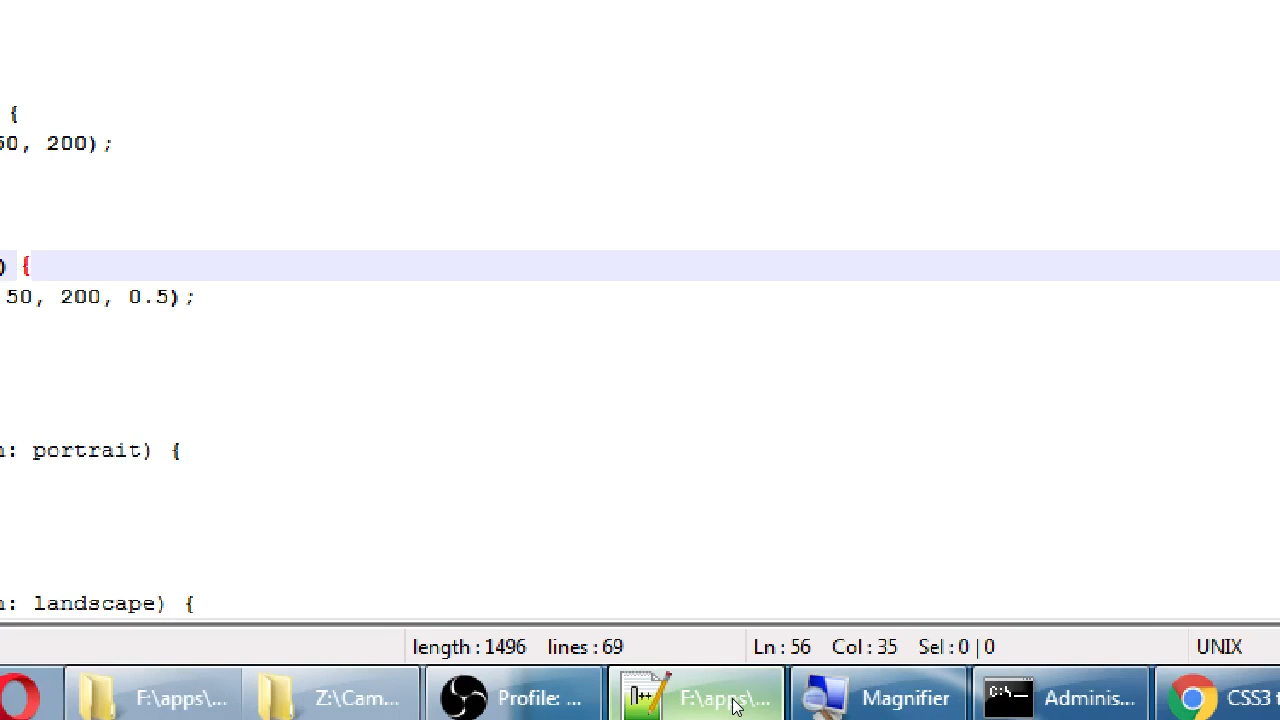 {
50, 200);
) {
50, 200, 0.5);
n: portrait) {
n: landscape) {
length : 1496 lines : 69 Ln : 56 Col : 35 Sel : 0 | 0 UNIX
F:\apps\... Z:\Cam... Profile: ... F:\apps\... Magnifier C:\ Adminis... CSS3